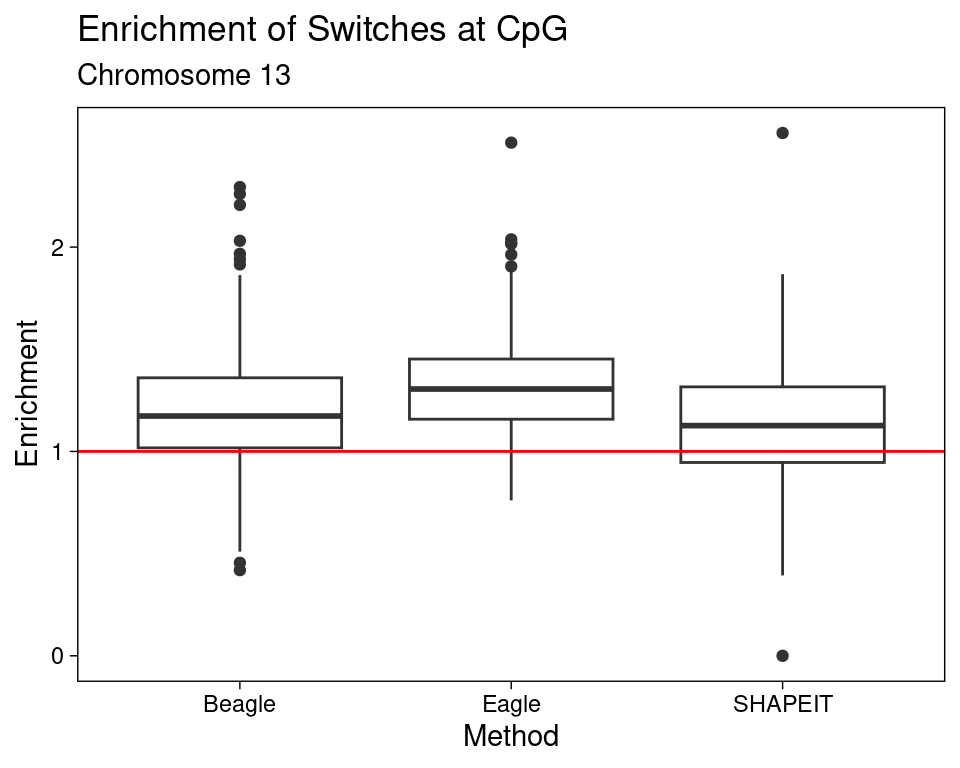 Enrichment of Switches at CpG
Chromosome 13
Enrichment
2
1
0
Beagle
Eagle
SHAPEIT
Method